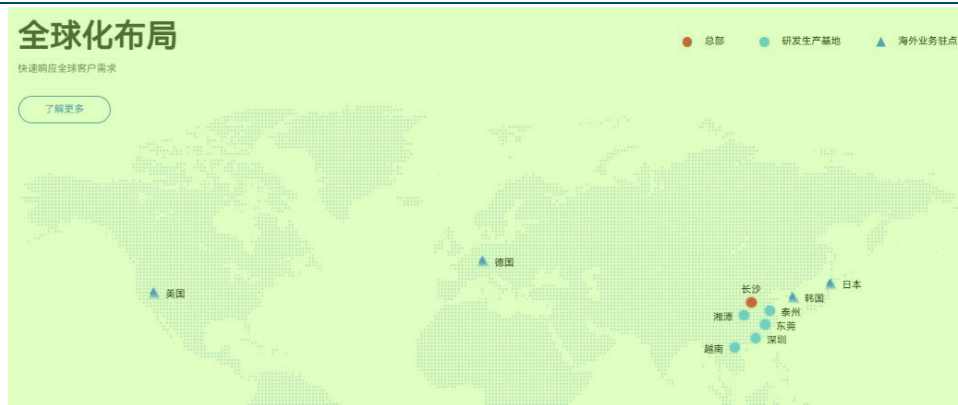 全球化布局
总部
研发生产基地
海外业务驻点
快速响应全球客户需求
了解更多
德国
美国
日本
长沙
韩国
泰州
湘潭
东莞
深圳
越南